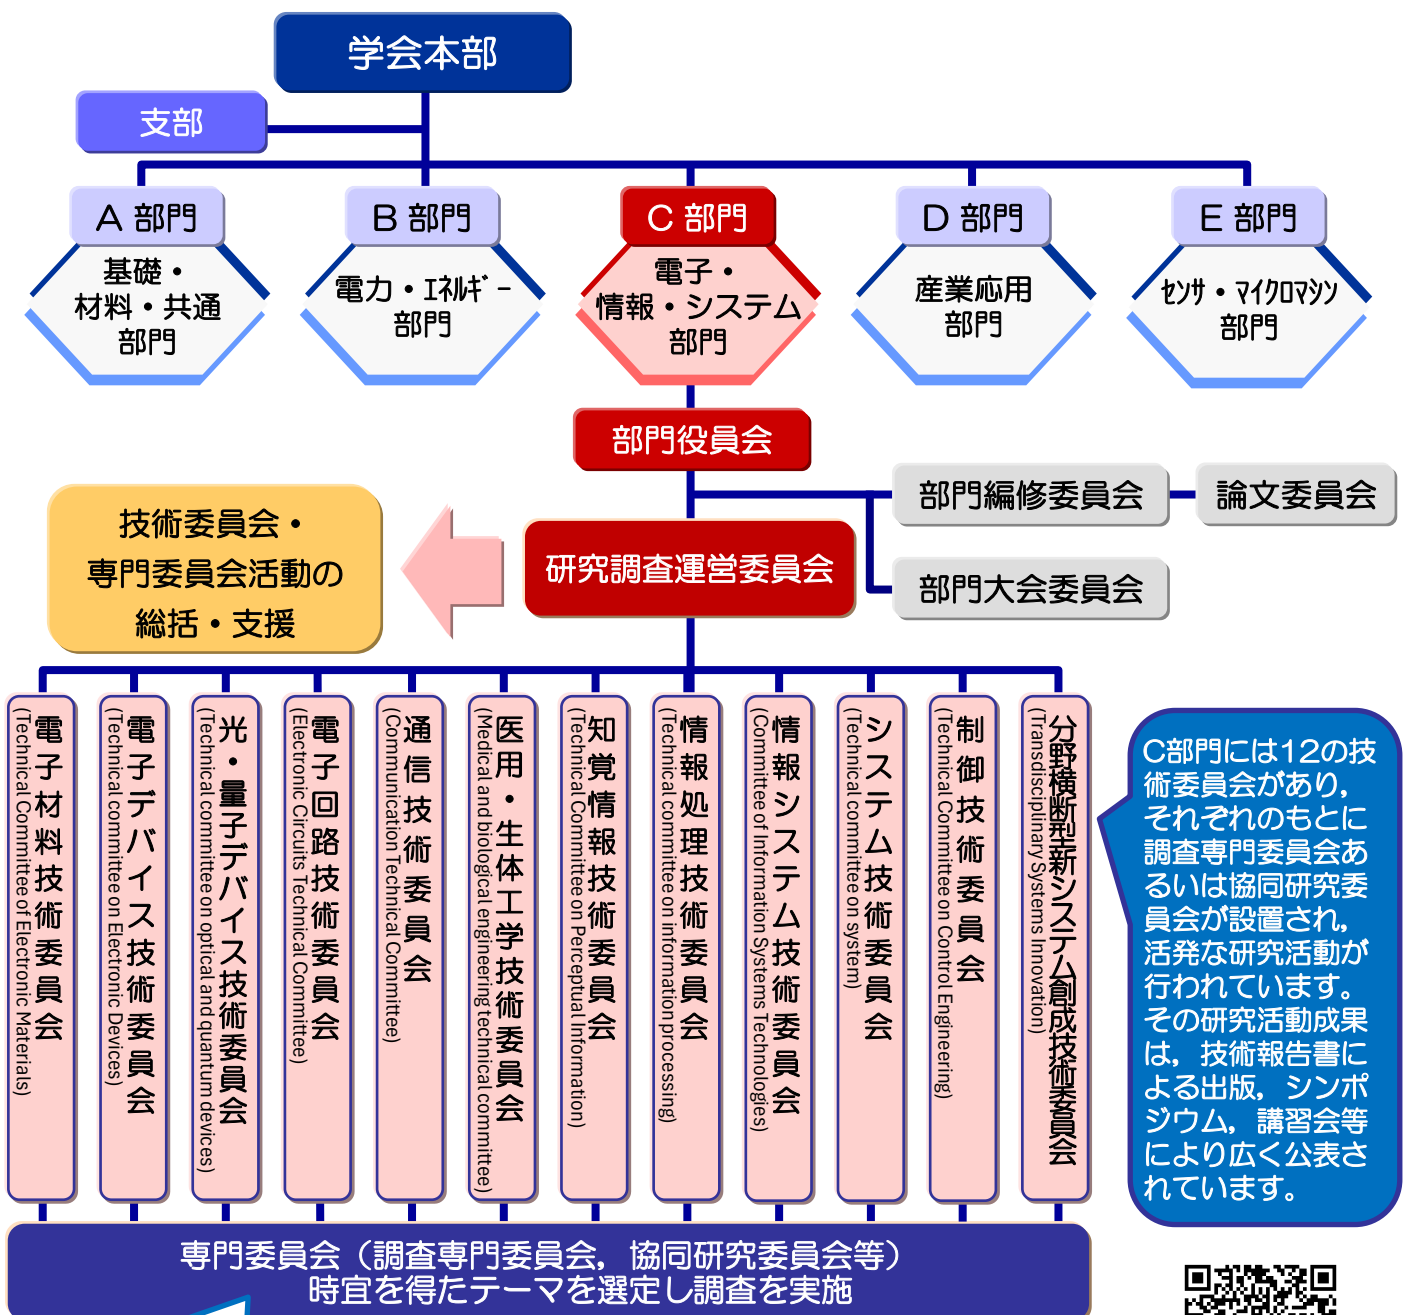 学会本部
支部
A 部門
B 部門
C 部門
D 部門
E 部門
基礎・
材料・共通
部門
電力・ｴﾈﾙｷﾞｰ
部門
電子・
情報・システム
部門
産業応用
部門
ｾﾝｻ・ﾏｲｸﾛﾏｼﾝ
部門
部門役員会
部門編修委員会
論文委員会
技術委員会・
専門委員会活動の
総括・支援
研究調査運営委員会
部門大会委員会
電子材料技術委員会
(Technical Committee of Electronic Materials)
電子デバイス技術委員会
(Technical committee on Electronic Devices)
光・量子デバイス技術委員会
(Technical committee on optical and quantum devices)
電子回路技術委員会
(Electronic Circuits Technical Committee)
通信技術委員会
(Communication Technical Committee)
医用・生体工学技術委員会
(Medical and biological engineering technical committee)
知覚情報技術委員会
(Technical Committee on Perceptual Information)
情報処理技術委員会
(Technical committee on information processing)
情報システム技術委員会
(Committee of Information Systems Technologies)
システム技術委員会
(Technical committee on system)
制御技術委員会
(Technical Committee on Control Engineering)
分野横断型新システム創成技術委員会
(Transdisciplinary Systems Innovation)
C部門には12の技
術委員会があり，
それぞれのもとに
調査専門委員会あ
るいは協同研究委
員会が設置され，
活発な研究活動が
行われています。
その研究活動成果
は，技術報告書に
よる出版，シンポ
ジウム，講習会等
により広く公表さ
れています。
専門委員会（調査専門委員会，協同研究委員会等）
時宜を得たテーマを選定し調査を実施